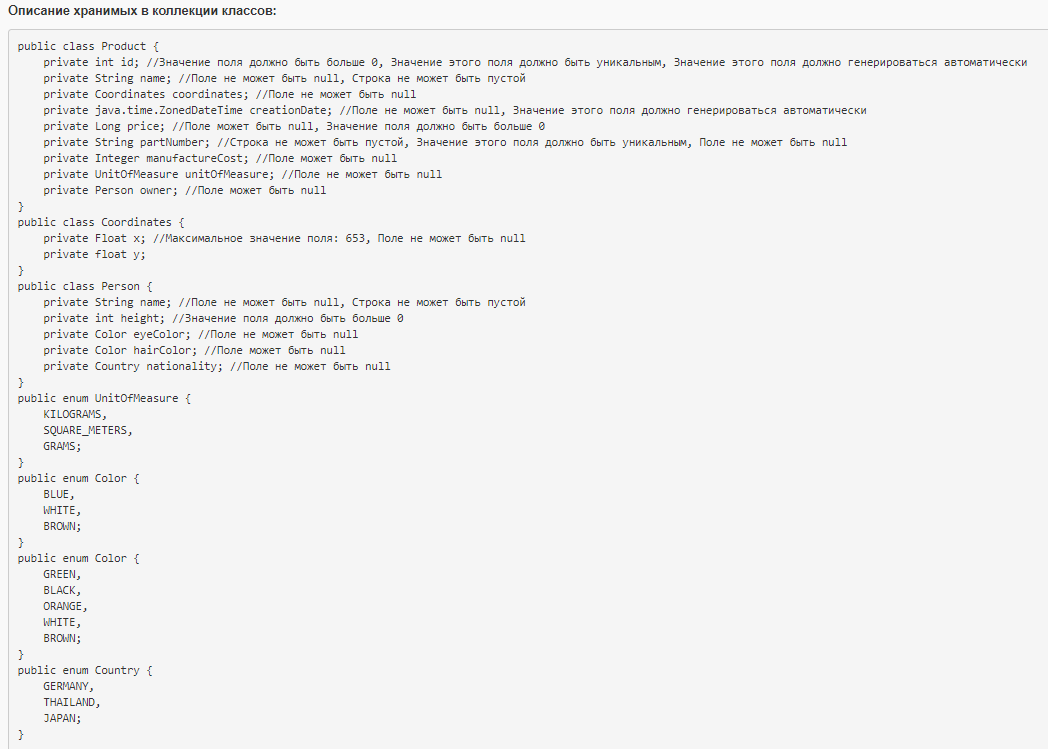 Описание хранимых в коллекции классов:
public class Product {
    private int id; //Значение поля должно быть больше 0, Значение этого поля должно быть уникальным, Значение этого поля должно генерироваться автоматически
    private String name; //Поле не может быть null, Строка не может быть пустой
    private Coordinates coordinates; //Поле не может быть null
    private java.time.ZonedDateTime creationDate; //Поле не может быть null, Значение этого поля должно генерироваться автоматически
    private Long price; //Поле может быть null, Значение поля должно быть больше 0
    private String partNumber; //Строка не может быть пустой, Значение этого поля должно быть уникальным, Поле не может быть null
    private Integer manufactureCost; //Поле может быть null
    private UnitOfMeasure unitOfMeasure; //Поле не может быть null
    private Person owner; //Поле может быть null
}
public class Coordinates {
    private Float x; //Максимальное значение поля: 653, Поле не может быть null
    private float y;
}
public class Person {
    private String name; //Поле не может быть null, Строка не может быть пустой
    private int height; //Значение поля должно быть больше 0
    private Color eyeColor; //Поле не может быть null
    private Color hairColor; //Поле может быть null
    private Country nationality; //Поле не может быть null
}
public enum UnitOfMeasure {
    KILOGRAMS,
    SQUARE_METERS,
    GRAMS;
}
public enum Color {
    BLUE,
    WHITE,
    BROWN;
}
public enum Color {
    GREEN,
    BLACK,
    ORANGE,
    WHITE,
    BROWN;
}
public enum Country {
    GERMANY,
    THAILAND,
    JAPAN;
}